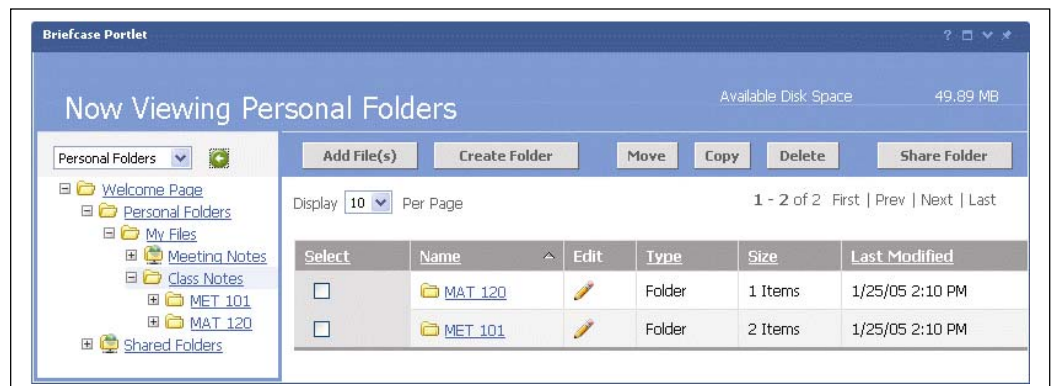 Briefcase Portlet
?
Now Viewing Personal Folders
Available Disk Space 49.89 MB
Personal Folders
Add File(s) Create Folder Move Copy Delete Share Folder
Welcome Page
Personal Folders
My Files
Meeting Notes
Class Notes
MET 101
MAT 120
Shared Folders
Display 10 Per Page 1 - 2 of 2 First | Prev | Next | Last
Select Name Edit Type Size Last Modified
MAT 120 Folder 1 Items 1/25/05 2:10 PM
MET 101 Folder 2 Items 1/25/05 2:10 PM